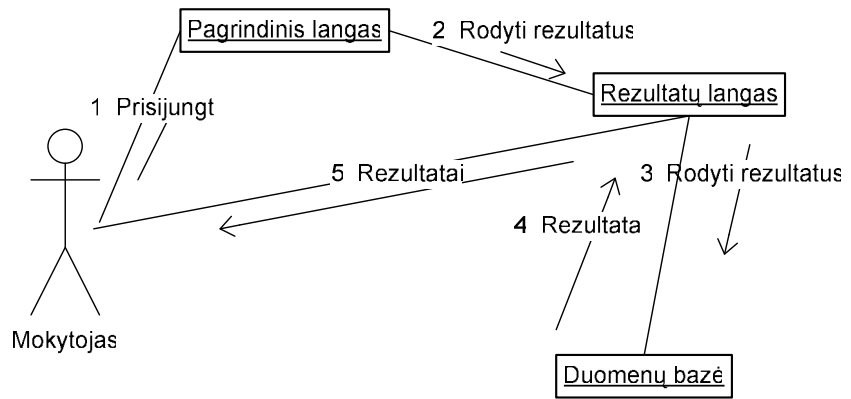 Pagrindinis langas
2 Rodyti rezultatus
Rezultatų langas
1 Prisijungt
5 Rezultatai
3 Rodyti rezultatus
4 Rezultata
Mokytojas
Duomenų bazė